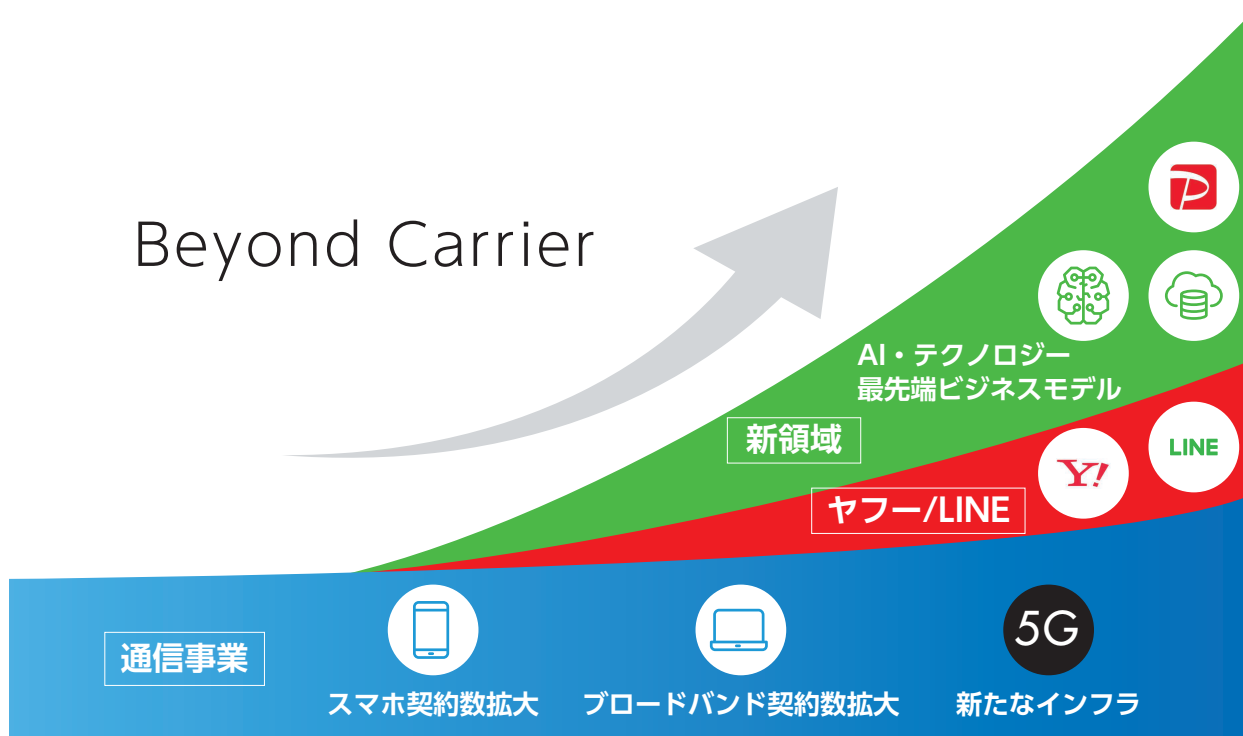 Beyond Carrier
AI・テクノロジー
最先端ビジネスモデル
新領域
LINE
Y!
ヤフー/LINE
5G
通信事業
スマホ契約数拡大
ブロードバンド契約数拡大
新たなインフラ